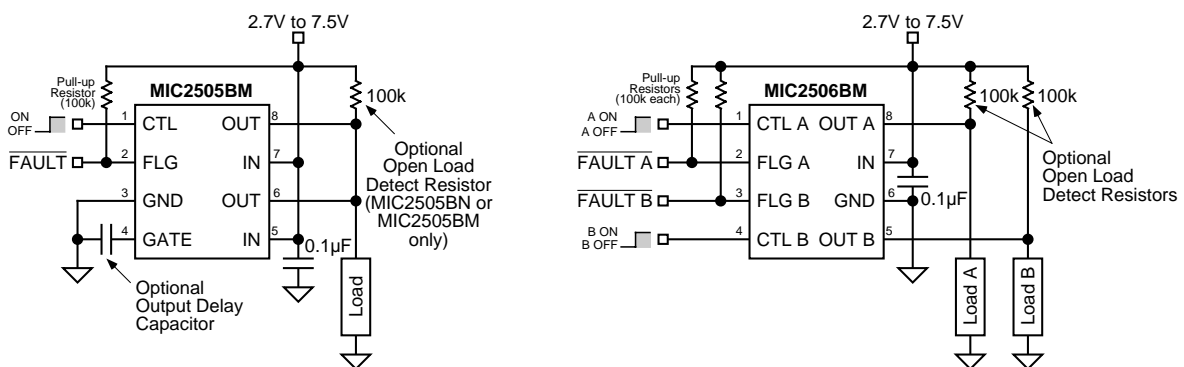 2.7V to 7.5V
Pull-up
Resistor
(100k)
MIC2505BM
100k
ON
OFF
1 CTL OUT 8
FAULT 2 FLG IN 7
3 GND OUT 6
4 GATE IN 5
Optional
Open Load
Detect Resistor
(MIC2505BN or
MIC2505BM
only)
0.1µF
Load
Optional
Output Delay
Capacitor
2.7V to 7.5V
Pull-up
Resistors
(100k each)
MIC2506BM
100k 100k
A ON
A OFF
1 CTL A OUT A 8
FAULT A 2 FLG A IN 7
FAULT B 3 FLG B GND 6
B ON
B OFF
4 CTL B OUT B 5
0.1µF
Optional
Open Load
Detect Resistors
Load A
Load B